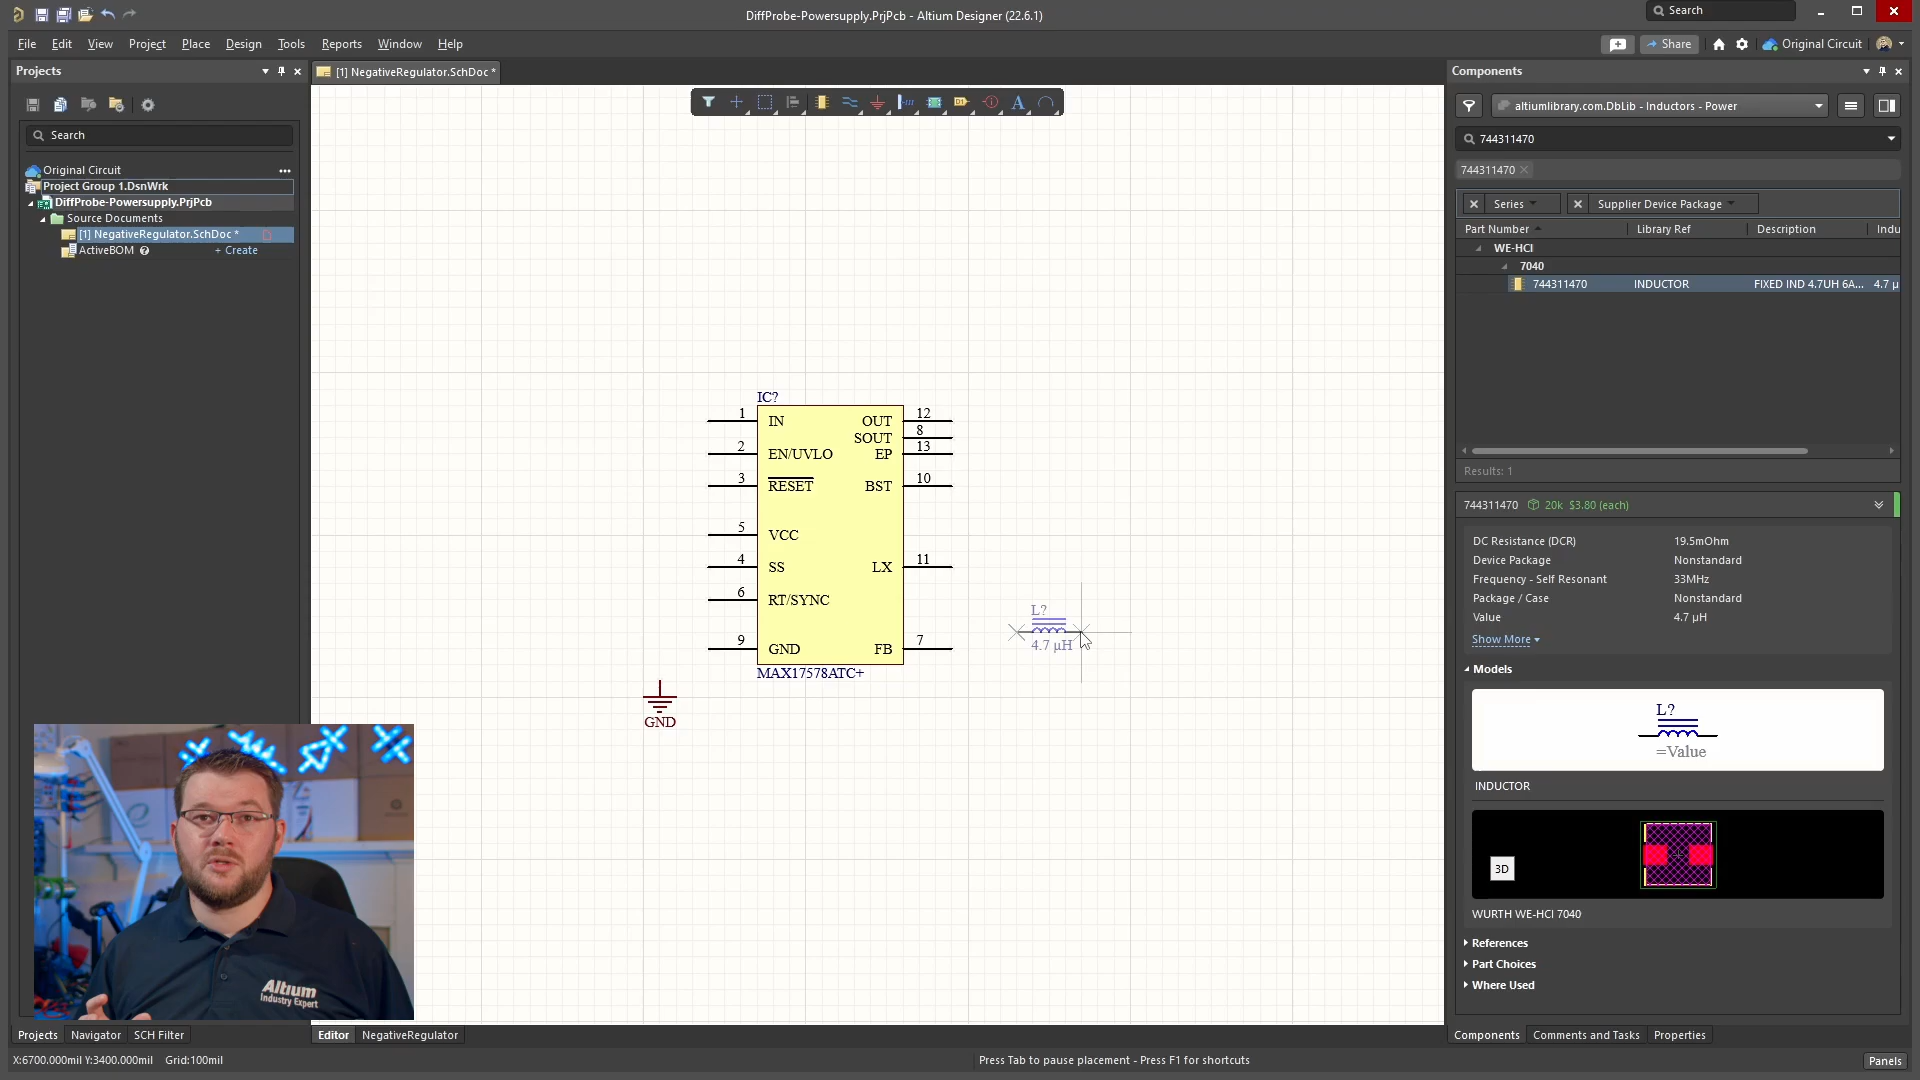 DiffProbe-Powersupply.PrjPcb - Altium Designer (22.6.1)
Search
File Edit View Project Place Design Tools Reports Window Help
Share
Original Circuit
Projects
[1] NegativeRegulator.SchDoc *
Components
altiumlibrary.com.DbLib - Inductors - Power
Search
744311470
Original Circuit
744311470
Project Group 1.DsnWrk
DiffProbe-Powersupply.PrjPcb
Series
Supplier Device Package
Source Documents
[1] NegativeRegulator.SchDoc *
ActiveBOM
+ Create
Part Number Library Ref Description Indu
WE-HCI
7040
744311470 INDUCTOR FIXED IND 4.7UH 6A... 4.7 µ
IC?
1 IN OUT 12
SOUT 8
2 EN/UVLO EP 13
3 RESET BST 10
5 VCC
4 SS LX 11
6 RT/SYNC
9 GND FB 7
MAX17578ATC+
GND
L?
4.7 µH
Results: 1
744311470 20k $3.80 (each)
DC Resistance (DCR) 19.5mOhm
Device Package Nonstandard
Frequency - Self Resonant 33MHz
Package / Case Nonstandard
Value 4.7 µH
Show More
Models
L?
=Value
INDUCTOR
3D
WURTH WE-HCI 7040
References
Part Choices
Where Used
Altium
Industry Expert
Projects Navigator SCH Filter
Editor NegativeRegulator
Components Comments and Tasks Properties
X:6700.000mil Y:3400.000mil Grid:100mil
Press Tab to pause placement - Press F1 for shortcuts
Panels